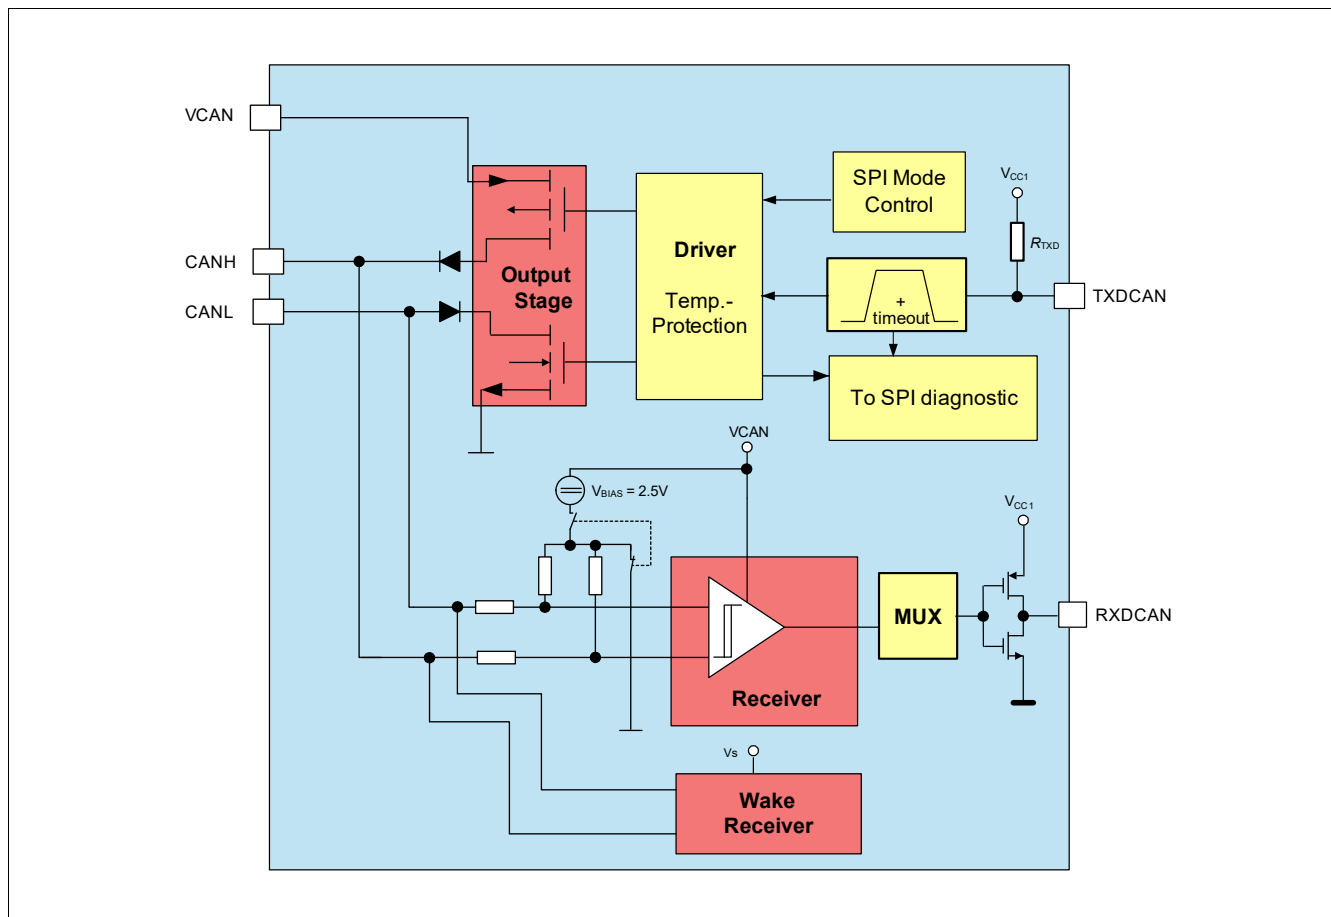 VCAN
SPI Mode
Control
VCC1
RTXD
CANH
Driver
Output
Stage
CANL
Temp.-
Protection
+
timeout
TXDCAN
To SPI diagnostic
VCAN
VBIAS = 2.5V
VCC1
MUX
RXDCAN
Receiver
Vs
Wake
Receiver